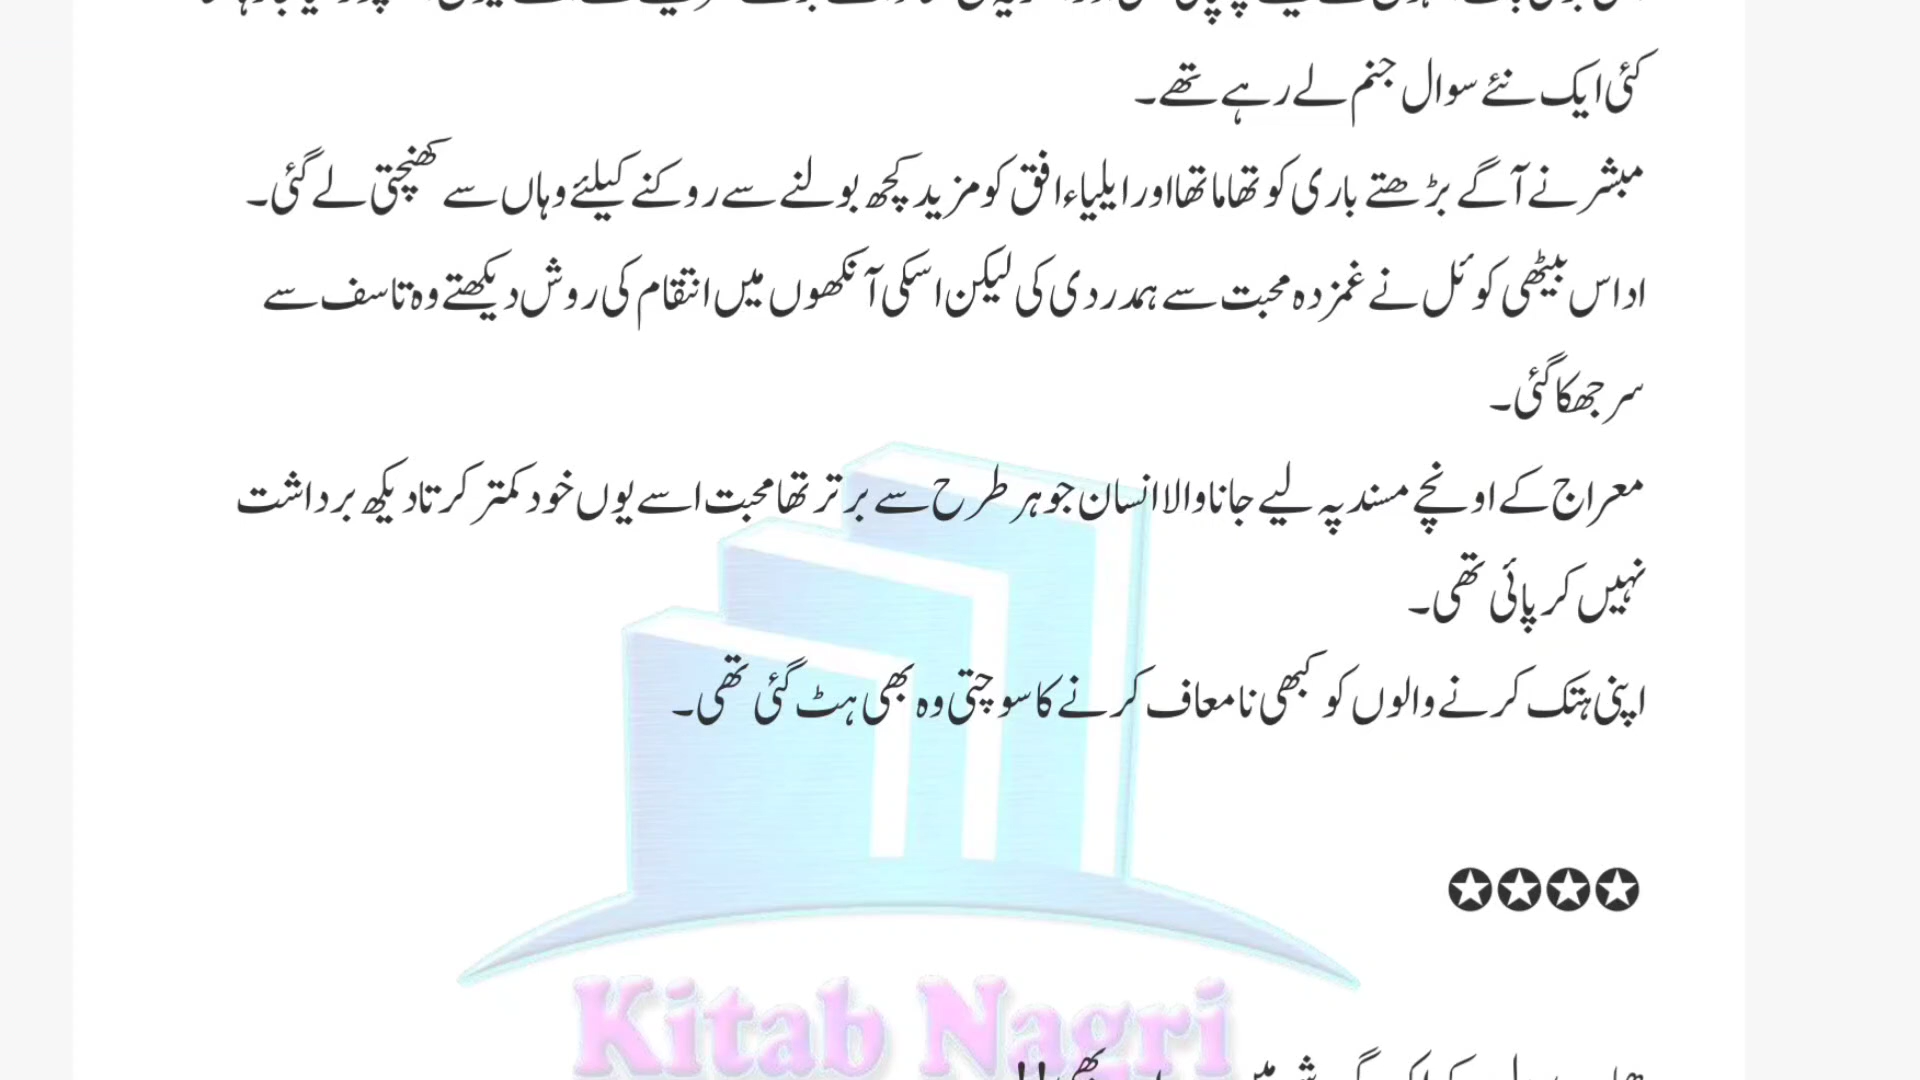 کئی ایک نئے سوال جنم لے رہے تھے۔
مبشر نے آگے بڑھتے باری کو تھاما تھا اور ایلیاء افق کو مزید کچھ بولنے سے روکنے کیلئے وہاں سے کھنچتی لے گئی۔
اداس بیٹھی کوئل نے غمزدہ محبت سے ہمدردی کی لیکن اسکی آنکھوں میں انتقام کی روش دیکھتے وہ تاسف سے
سر جھکا گئی۔
معراج کے اونچے مسند پہ لیے جانا والا انسان جو ہر طرح سے برتر تھا محبت اسے یوں خود کمتر کرتا دیکھ برداشت
نہیں کر پائی تھی۔
اپنی ہتک کرنے والوں کو کبھی نا معاف کرنے کا سوچتی وہ بھی ہٹ گئی تھی۔
✪✪✪✪
Kitab Nagri